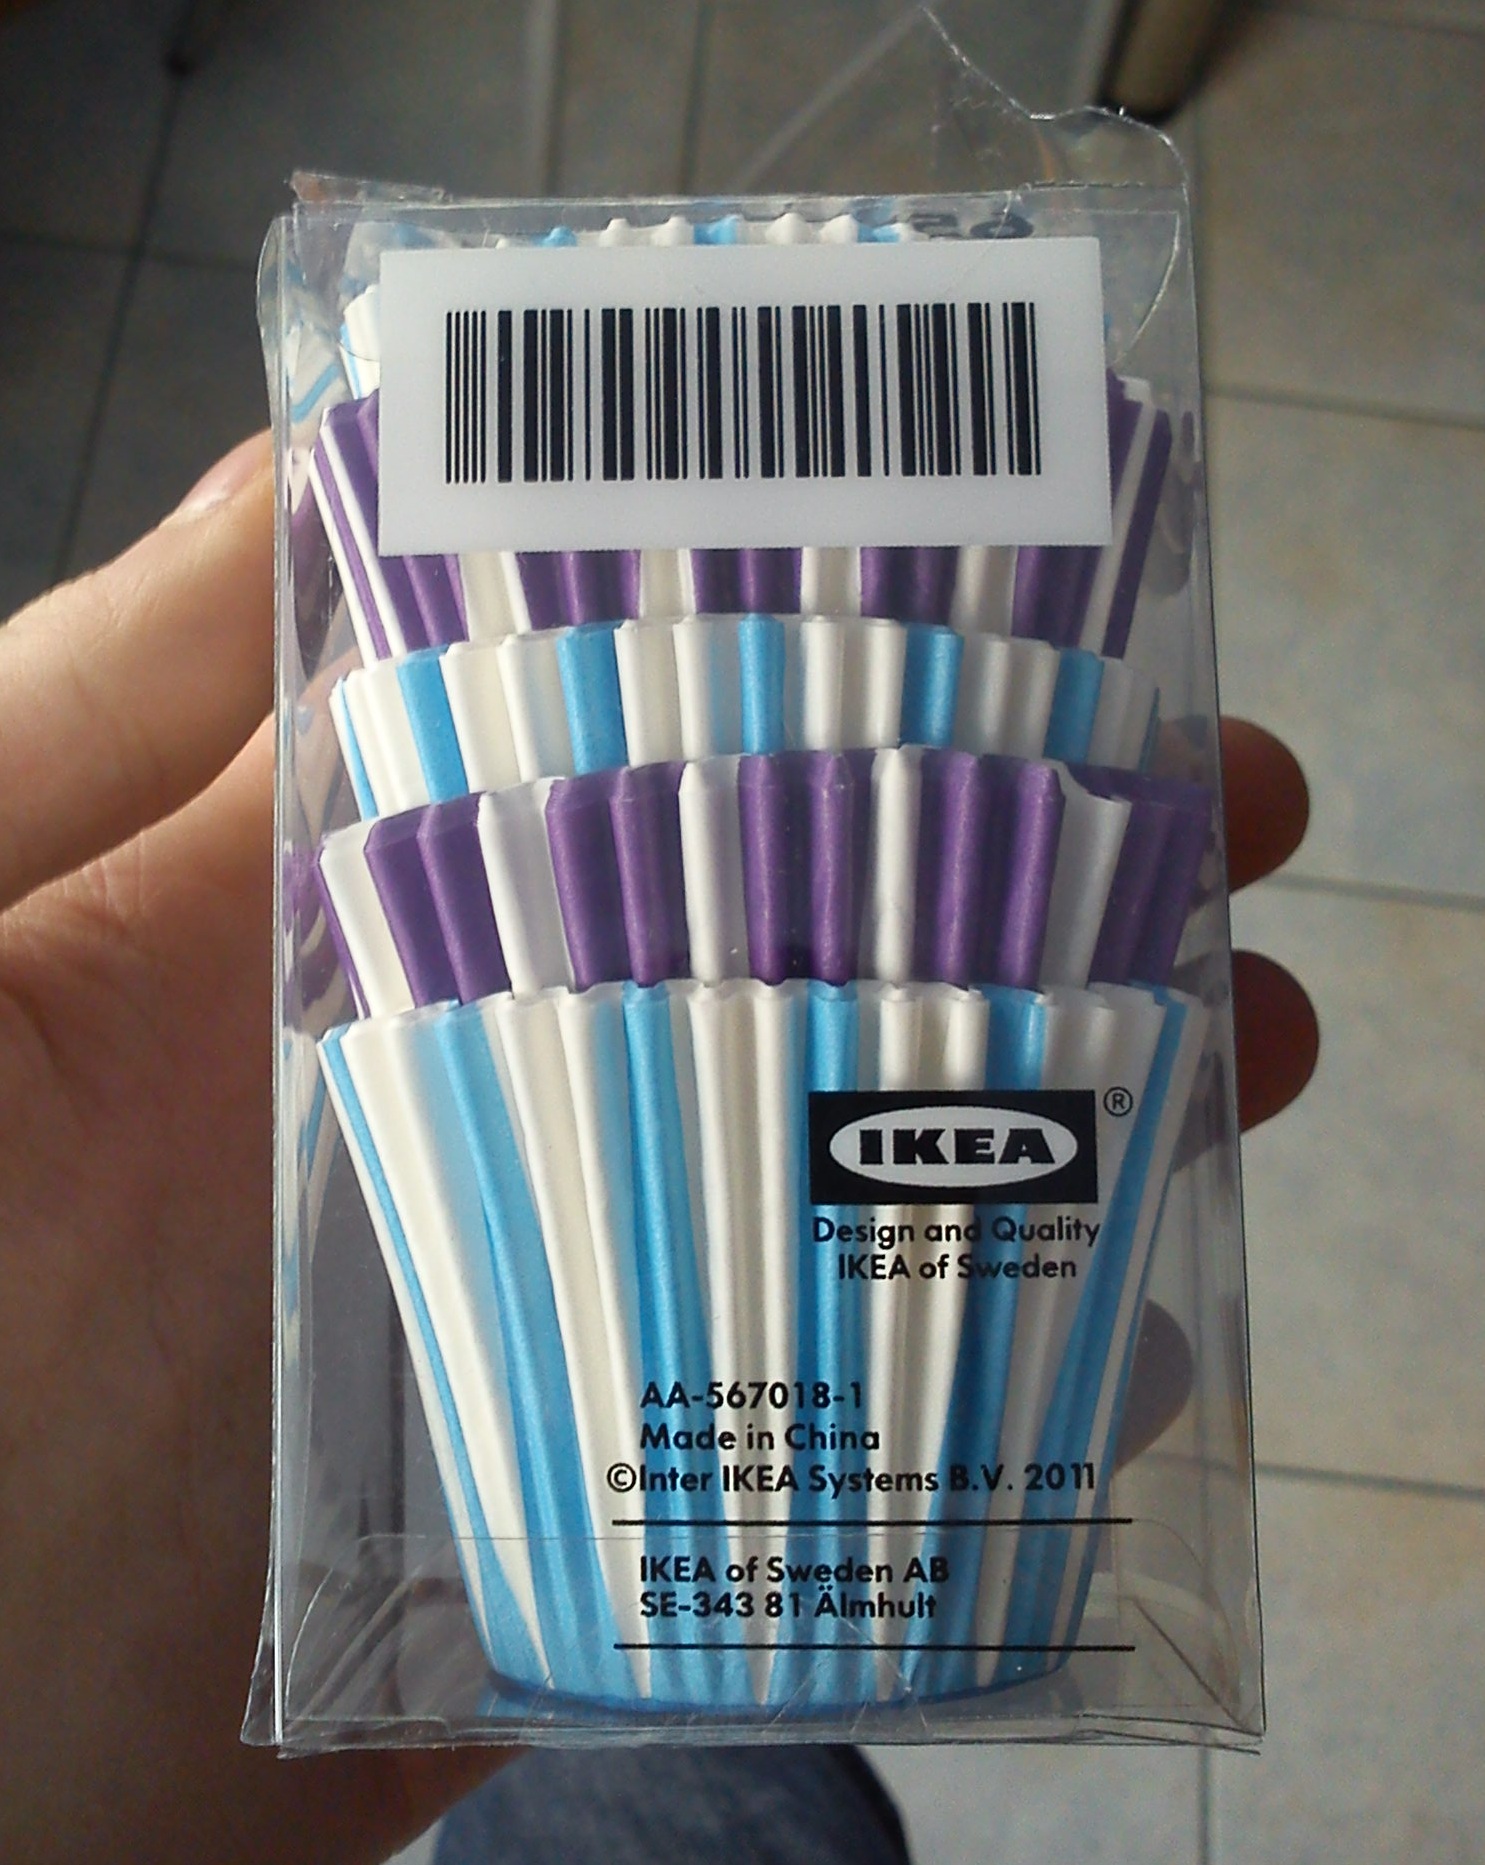 IKEA®
Design and Quality
IKEA of Sweden
AA-567018-1
Made in China
©Inter IKEA Systems B.V. 2011
IKEA of Sweden AB
SE-343 81 Älmhult